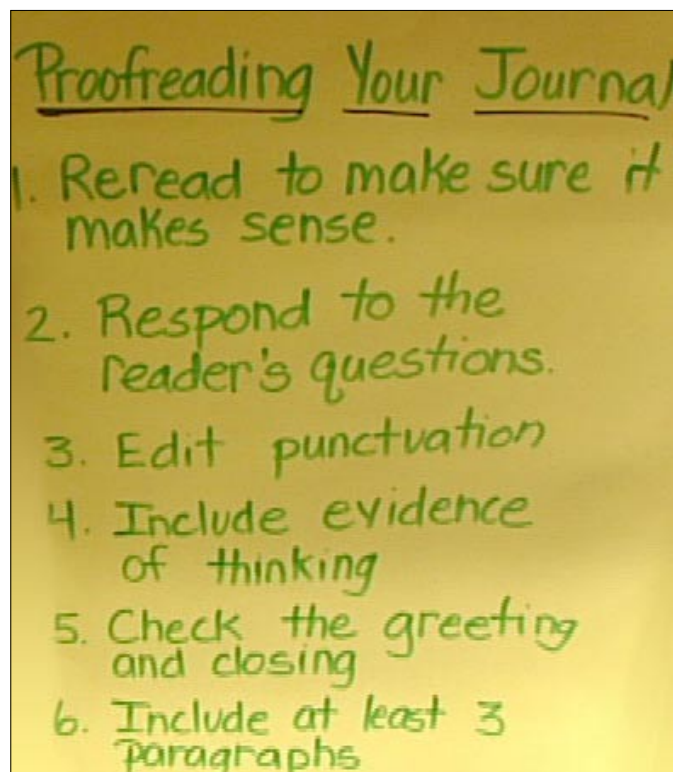 Proofreading Your Journal
1. Reread to make sure it
makes sense.
2. Respond to the
reader's questions.
3. Edit punctuation
4. Include evidence
of thinking
5. Check the greeting
and closing
6. Include at least 3
paragraphs